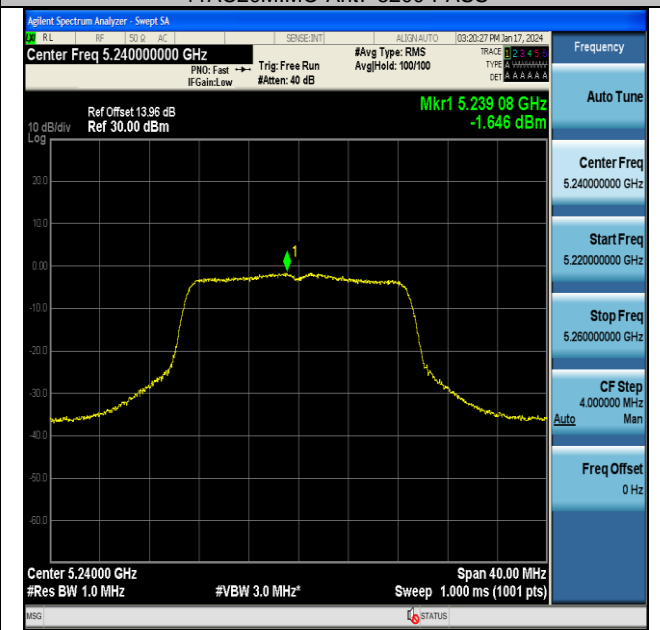 Agilent Spectrum Analyzer - Swept SA
RL RF 50 Ω AC SENSE:INT ALIGN AUTO 03:20:27 PM Jan 17, 2024
Center Freq 5.240000000 GHz
PNO: Fast Trig: Free Run
IFGain:Low #Atten: 40 dB
#Avg Type: RMS
Avg|Hold: 100/100
TRACE 1 2 3 4 5 6
TYPE A WWWWW
DET A A A A A A
Frequency
Mkr1 5.239 08 GHz
-1.646 dBm
Ref Offset 13.96 dB
10 dB/div Ref 30.00 dBm
Log
20.0
10.0
0.00
-10.0
-20.0
-30.0
-40.0
-50.0
-60.0
1
Auto Tune
Center Freq
5.240000000 GHz
Start Freq
5.220000000 GHz
Stop Freq
5.260000000 GHz
CF Step
4.000000 MHz
Auto Man
Freq Offset
0 Hz
Center 5.24000 GHz Span 40.00 MHz
#Res BW 1.0 MHz #VBW 3.0 MHz* Sweep 1.000 ms (1001 pts)
MSG STATUS